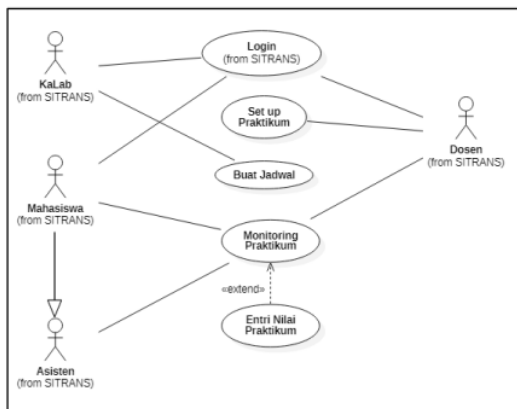 KaLab
(from SITRANS)
Login
(from SITRANS)
Set up
Praktikum
Dosen
(from SITRANS)
Buat Jadwal
Mahasiswa
(from SITRANS)
Monitoring
Praktikum
«extend»
Entri Nilai
Praktikum
Asisten
(from SITRANS)